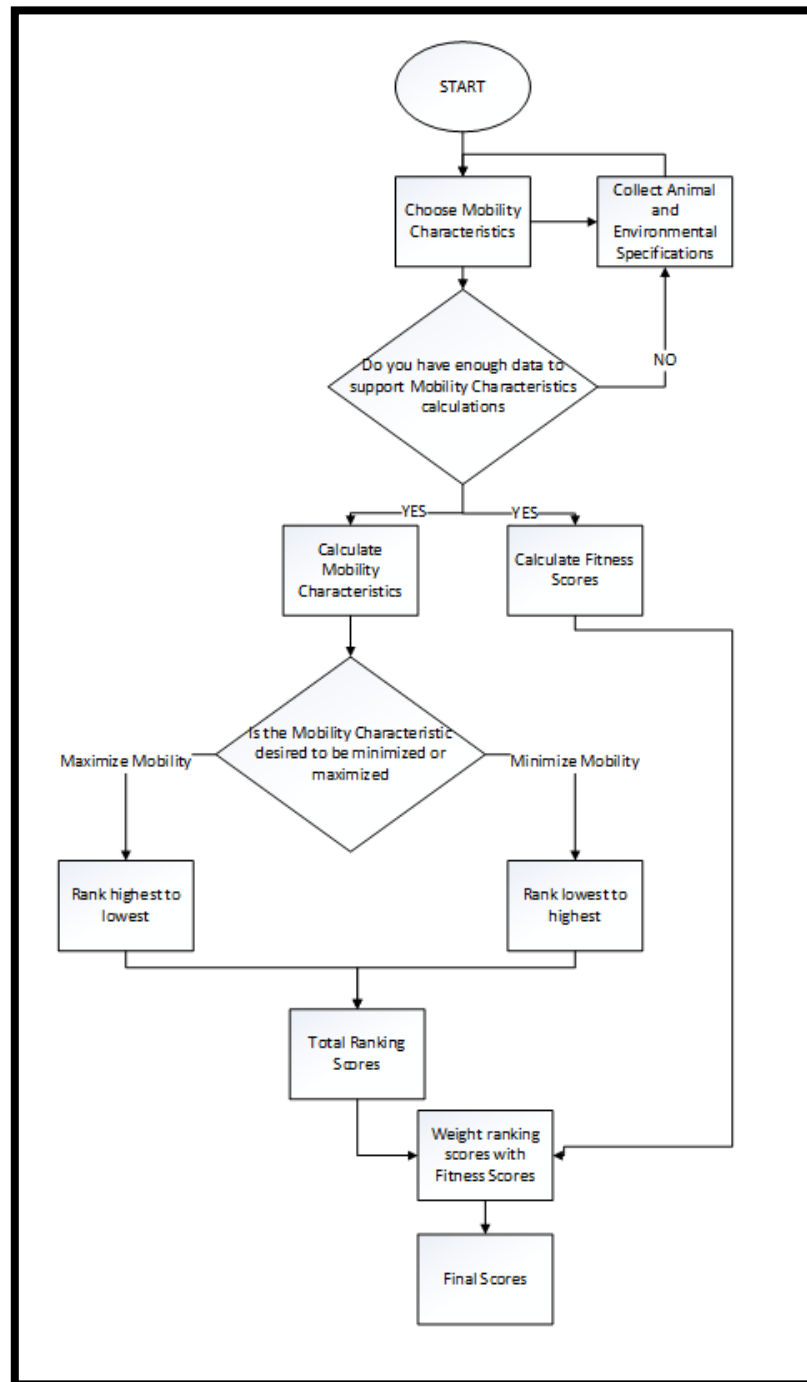 START
Choose Mobility
Characteristics
Collect Animal
and
Environmental
Specifications
Do you have enough data to
support Mobility Characteristics
calculations
NO
YES
YES
Calculate
Mobility
Characteristics
Calculate Fitness
Scores
Is the Mobility Characteristic
desired to be minimized or
maximized
Maximize Mobility
Minimize Mobility
Rank highest to
lowest
Rank lowest to
highest
Total Ranking
Scores
Weight ranking
scores with
Fitness Scores
Final Scores